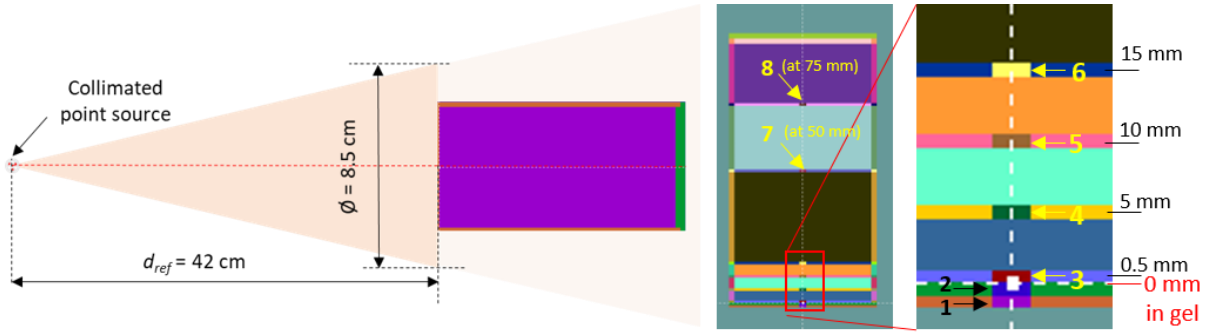 Collimated
point source
Ø = 8.5 cm
dref = 42 cm
8 (at 75 mm)
7 (at 50 mm)
15 mm
6
10 mm
5
5 mm
4
0.5 mm
3
2
0 mm
1
in gel